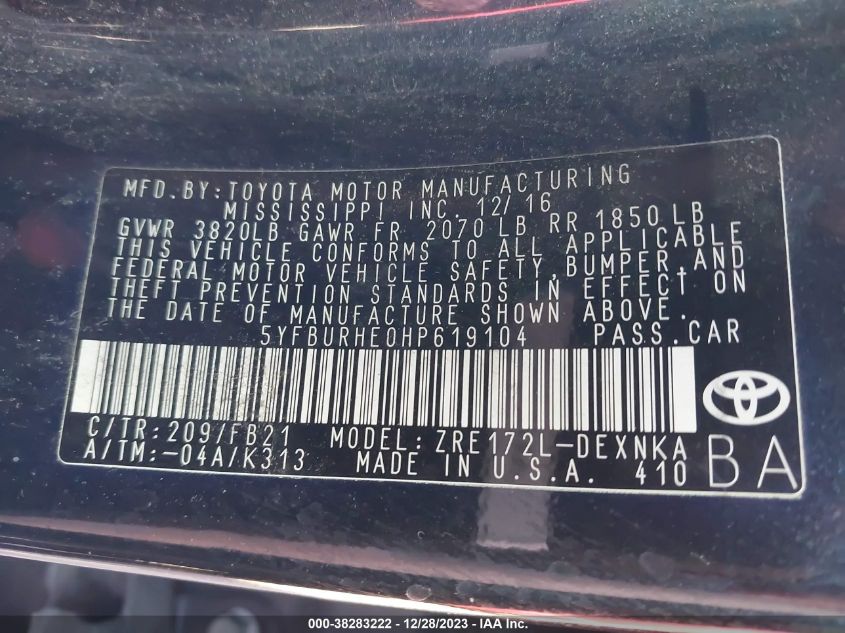 MFD.BY:TOYOTA MOTOR MANUFACTURING
MISSISSIPPI INC. 12/16
GVWR 3820LB GAWR FR 2070 LB RR 1850 LB
THIS VEHICLE CONFORMS TO ALL APPLICABLE
FEDERAL MOTOR VEHICLE SAFETY,BUMPER,AND
THEFT PREVENTION STANDARDS IN EFFECT ON
THE DATE OF MANUFACTURE SHOWN ABOVE.
5YFBURHE0HP619104 PASS.CAR
C/TR:209/FB21 MODEL:ZRE172L-DEXNKA
A/TM:-04A/K313 MADE IN U.S.A. 410 BA
000-38283222 - 12/28/2023 - IAA Inc.